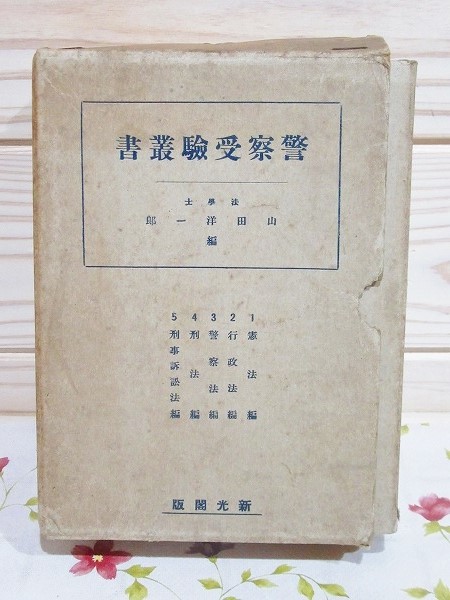 警察受驗叢書
法學士
山田洋一郎
編
1 憲法編
2 行政法編
3 警察法編
4 刑法編
5 刑事訴訟法編
新光閣版